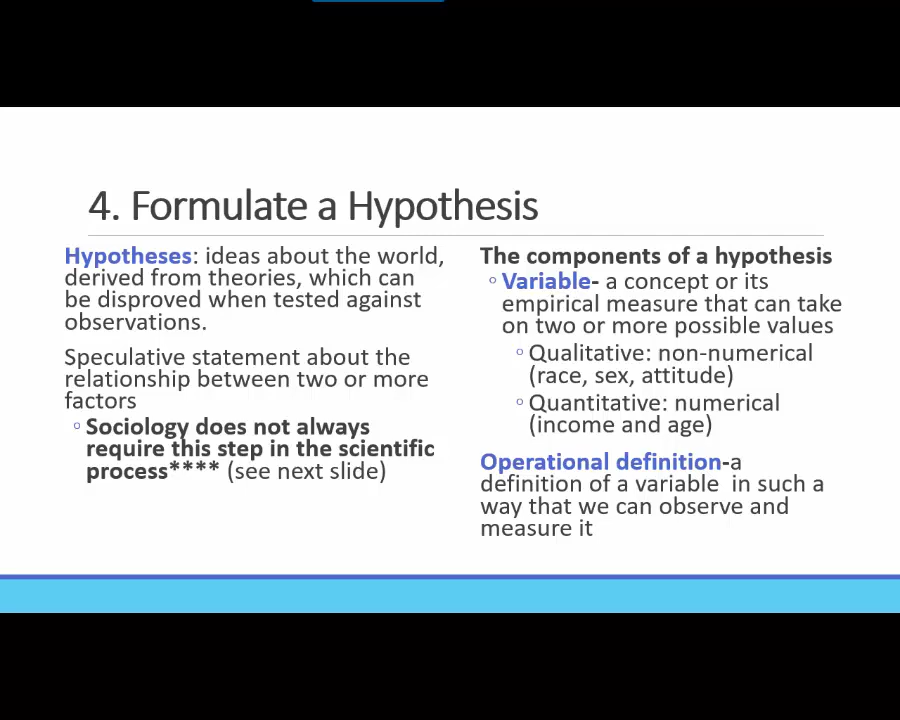 4. Formulate a Hypothesis
Hypotheses: ideas about the world,
derived from theories, which can
be disproved when tested against
observations.
Speculative statement about the
relationship between two or more
factors
◦ Sociology does not always
require this step in the scientific
process**** (see next slide)
The components of a hypothesis
◦ Variable- a concept or its
empirical measure that can take
on two or more possible values
◦ Qualitative: non-numerical
(race, sex, attitude)
◦ Quantitative: numerical
(income and age)
Operational definition-a
definition of a variable  in such a
way that we can observe and
measure it